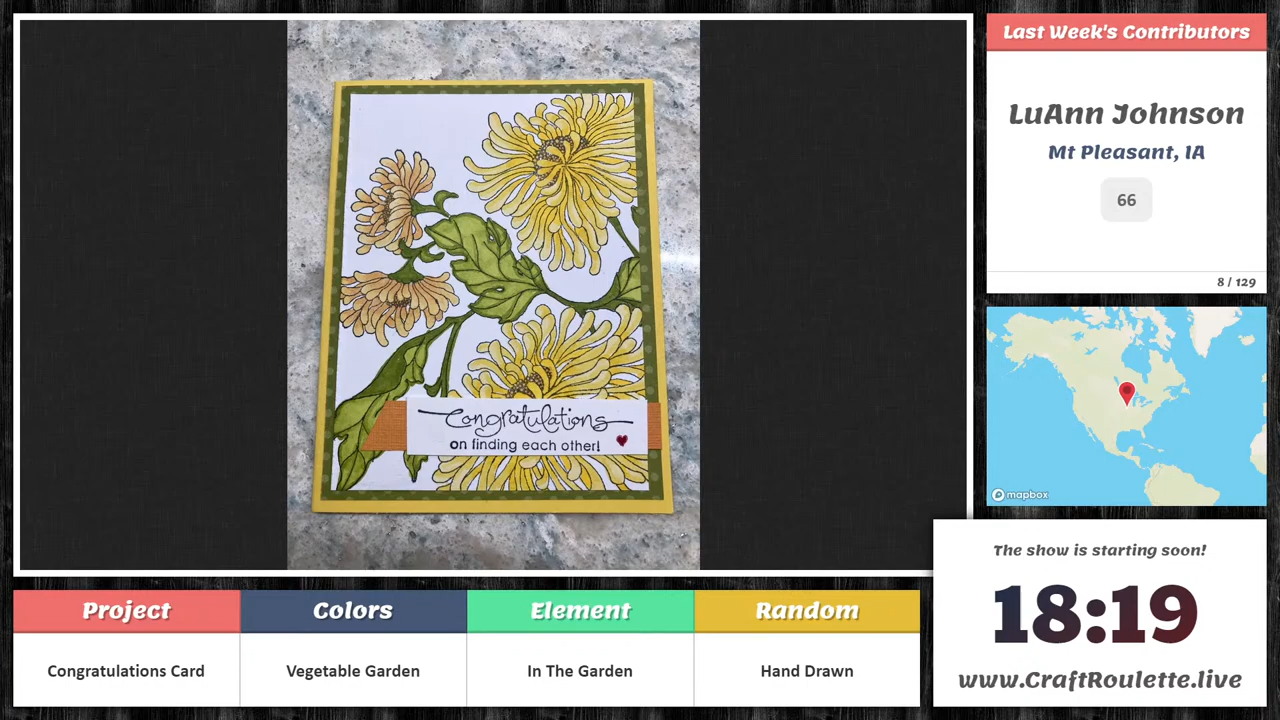 Last Week's Contributors
LuAnn Johnson
Mt Pleasant, IA
66
8 / 129
mapbox
Congratulations
on finding each other!
The show is starting soon!
18:19
www.CraftRoulette.live
Project
Colors
Element
Random
Congratulations Card
Vegetable Garden
In The Garden
Hand Drawn